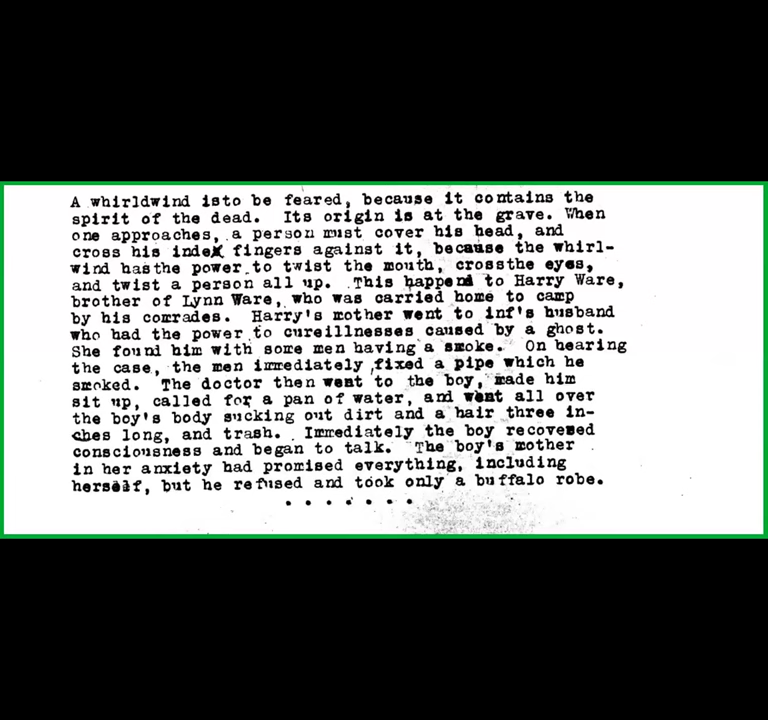 A whirldwind isto be feared, because it contains the
spirit of the dead. Its origin is at the grave. When
one approaches, a person must cover his head, and
cross his index fingers against it, because the whirl-
wind hasthe power to twist the mouth, crossthe eyes,
and twist a person all up. This happend to Harry Ware,
brother of Lynn Ware, who was carried home to camp
by his comrades. Harry's mother went to inf's husband
who had the power to cureillnesses caused by a ghost.
She found him with some men having a smoke. On hearing
the case, the men immediately fixed a pipe which he
smoked. The doctor then went to the boy, made him
sit up, called for a pan of water, and went all over
the boy's body sucking out dirt and a hair three in-
ches long, and trash. Immediately the boy recovered
consciousness and began to talk. The boy's mother
in her anxiety had promised everything, including
herself, but he refused and took only a buffalo robe.
. . . . . . .